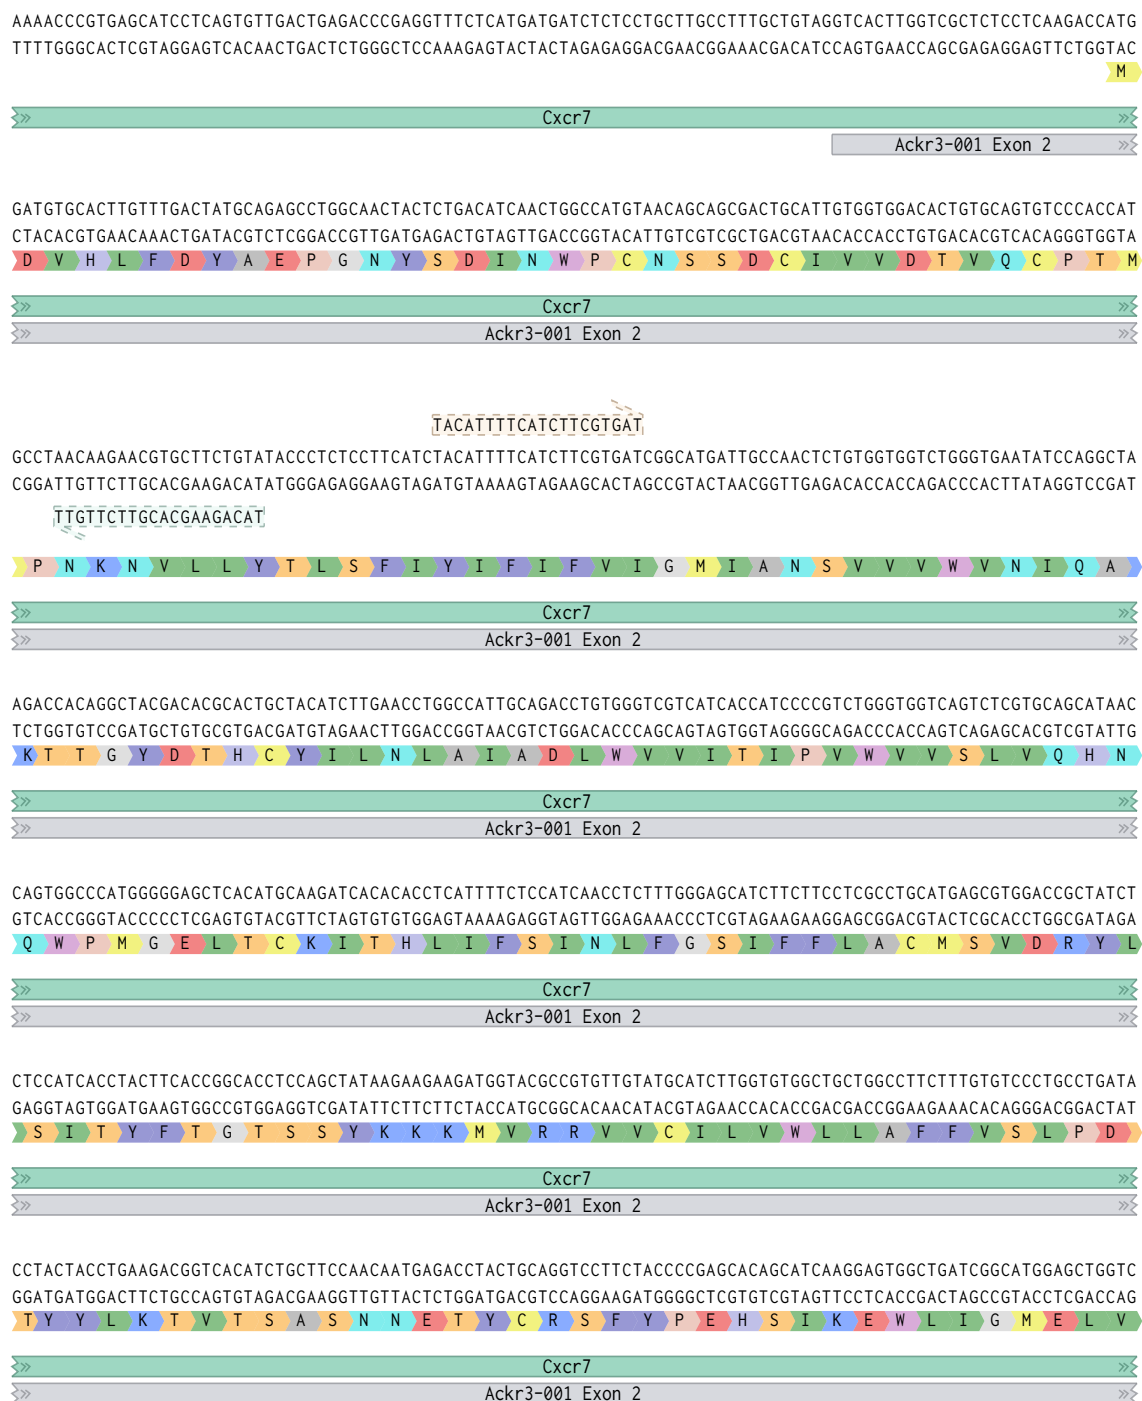 AAAACCCGTGAGCATCCTCAGTGTTGACTGAGACCCGAGGTTTCTCATGATGATCTCTCCTGCTTGCCTTTGCTGTAGGTCACTTGGTCGCTCTCCTCAAGACCATG
TTTTGGGCACTCGTAGGAGTCACAACTGACTCTGGGCTCCAAAGAGTACTACTAGAGAGGACGAACGGAAACGACATCCAGTGAACCAGCGAGAGGAGTTCTGGTAC
M
Cxcr7
Ackr3-001 Exon 2
GATGTGCACTTGTTTGACTATGCAGAGCCTGGCAACTACTCTGACATCAACTGGCCATGTAACAGCAGCGACTGCATTGTGGTGGACACTGTGCAGTGTCCCACCAT
CTACACGTGAACAAACTGATACGTCTCGGACCGTTGATGAGACTGTAGTTGACCGGTACATTGTCGTCGCTGACGTAACACCACCTGTGACACGTCACAGGGTGGTA
D V H L F D Y A E P G N Y S D I N W P C N S S D C I V V D T V Q C P T M
Cxcr7
Ackr3-001 Exon 2
TACATTTTCATCTTCGTGAT
GCCTAACAAGAACGTGCTTCTGTATACCCTCTCCTTCATCTACATTTTCATCTTCGTGATCGGCATGATTGCCAACTCTGTGGTGGTCTGGGTGAATATCCAGGCTA
CGGATTGTTCTTGCACGAAGACATATGGGAGAGGAAGTAGATGTAAAAGTAGAAGCACTAGCCGTACTAACGGTTGAGACACCACCAGACCCACTTATAGGTCCGAT
TTGTTCTTGCACGAAGACAT
P N K N V L L Y T L S F I Y I F I F V I G M I A N S V V V W V N I Q A
Cxcr7
Ackr3-001 Exon 2
AGACCACAGGCTACGACACGCACTGCTACATCTTGAACCTGGCCATTGCAGACCTGTGGGTCGTCATCACCATCCCCGTCTGGGTGGTCAGTCTCGTGCAGCATAAC
TCTGGTGTCCGATGCTGTGCGTGACGATGTAGAACTTGGACCGGTAACGTCTGGACACCCAGCAGTAGTGGTAGGGGCAGACCCACCAGTCAGAGCACGTCGTATTG
K T T G Y D T H C Y I L N L A I A D L W V V I T I P V W V V S L V Q H N
Cxcr7
Ackr3-001 Exon 2
CAGTGGCCCATGGGGGAGCTCACATGCAAGATCACACACCTCATTTTCTCCATCAACCTCTTTGGGAGCATCTTCTTCCTCGCCTGCATGAGCGTGGACCGCTATCT
GTCACCGGGTACCCCCTCGAGTGTACGTTCTAGTGTGTGGAGTAAAAGAGGTAGTTGGAGAAACCCTCGTAGAAGAAGGAGCGGACGTACTCGCACCTGGCGATAGA
Q W P M G E L T C K I T H L I F S I N L F G S I F F L A C M S V D R Y L
Cxcr7
Ackr3-001 Exon 2
CTCCATCACCTACTTCACCGGCACCTCCAGCTATAAGAAGAAGATGGTACGCCGTGTTGTATGCATCTTGGTGTGGCTGCTGGCCTTCTTTGTGTCCCTGCCTGATA
GAGGTAGTGGATGAAGTGGCCGTGGAGGTCGATATTCTTCTTCTACCATGCGGCACAACATACGTAGAACCACACCGACGACCGGAAGAAACACAGGGACGGACTAT
S I T Y F T G T S S Y K K K M V R R V V C I L V W L L A F F V S L P D
Cxcr7
Ackr3-001 Exon 2
CCTACTACCTGAAGACGGTCACATCTGCTTCCAACAATGAGACCTACTGCAGGTCCTTCTACCCCGAGCACAGCATCAAGGAGTGGCTGATCGGCATGGAGCTGGTC
GGATGATGGACTTCTGCCAGTGTAGACGAAGGTTGTTACTCTGGATGACGTCCAGGAAGATGGGGCTCGTGTCGTAGTTCCTCACCGACTAGCCGTACCTCGACCAG
T Y Y L K T V T S A S N N E T Y C R S F Y P E H S I K E W L I G M E L V
Cxcr7
Ackr3-001 Exon 2